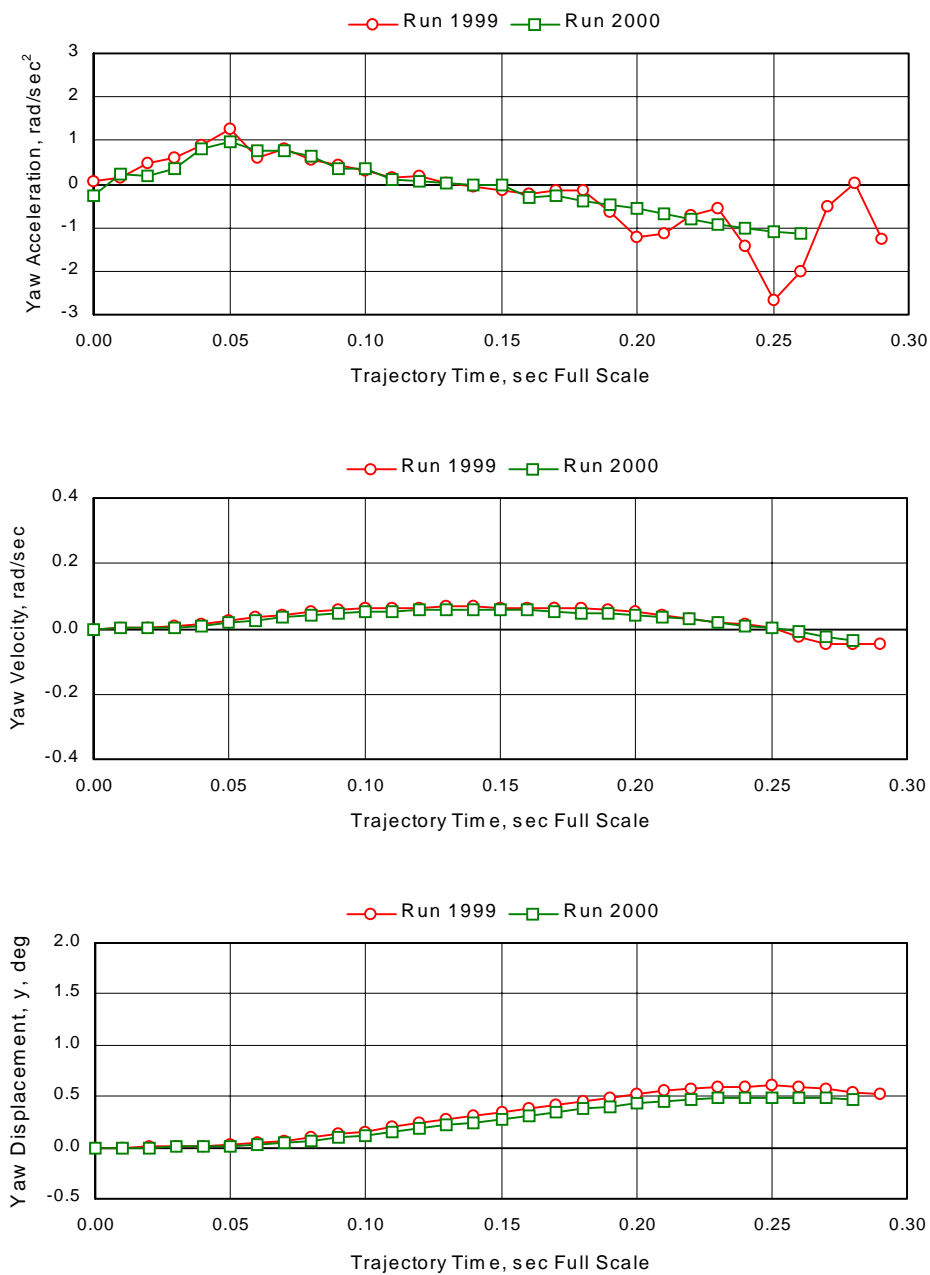 Run 1999 Run 2000
Yaw Acceleration, rad/sec²
3
2
1
0
-1
-2
-3
0.00 0.05 0.10 0.15 0.20 0.25 0.30
Trajectory Time, sec Full Scale
Run 1999 Run 2000
Yaw Velocity, rad/sec
0.4
0.2
0.0
-0.2
-0.4
0.00 0.05 0.10 0.15 0.20 0.25 0.30
Trajectory Time, sec Full Scale
Run 1999 Run 2000
Yaw Displacement, y, deg
2.0
1.5
1.0
0.5
0.0
-0.5
0.00 0.05 0.10 0.15 0.20 0.25 0.30
Trajectory Time, sec Full Scale